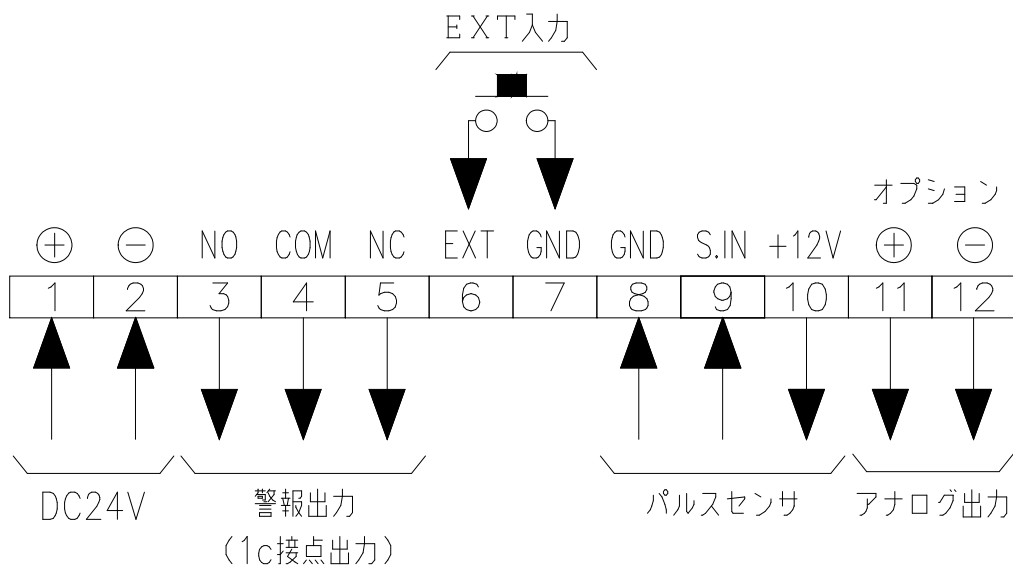 EXT入力
オプション
⊕ ⊖ NO COM NC EXT GND GND S.IN +12V ⊕ ⊖
1 2 3 4 5 6 7 8 9 10 11 12
DC24V 警報出力 パルスセンサ アナログ出力
(1c接点出力)